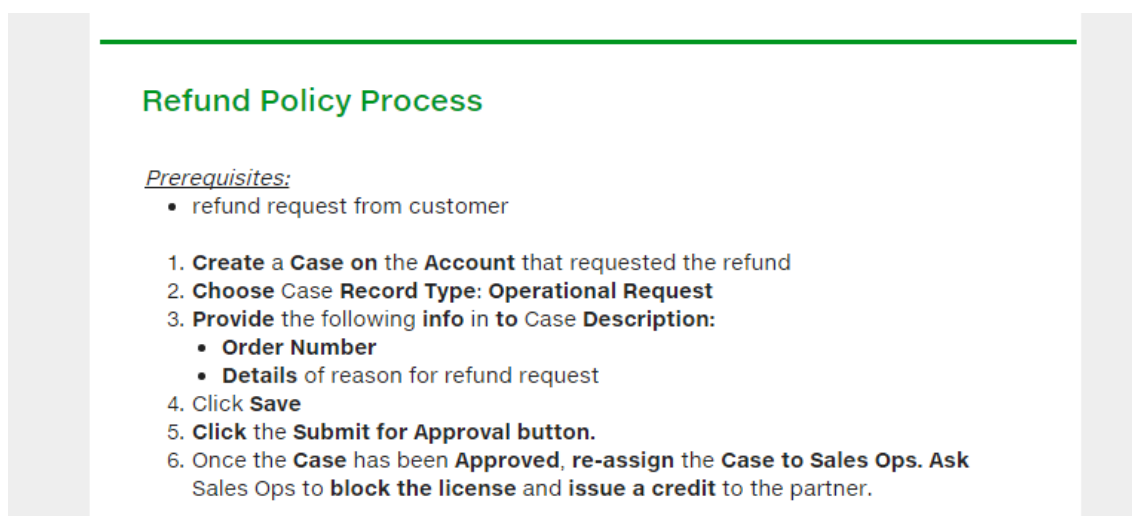 Refund Policy Process
Prerequisites:
• refund request from customer
1. Create a Case on the Account that requested the refund
2. Choose Case Record Type: Operational Request
3. Provide the following info in to Case Description:
• Order Number
• Details of reason for refund request
4. Click Save
5. Click the Submit for Approval button.
6. Once the Case has been Approved, re-assign the Case to Sales Ops. Ask
Sales Ops to block the license and issue a credit to the partner.